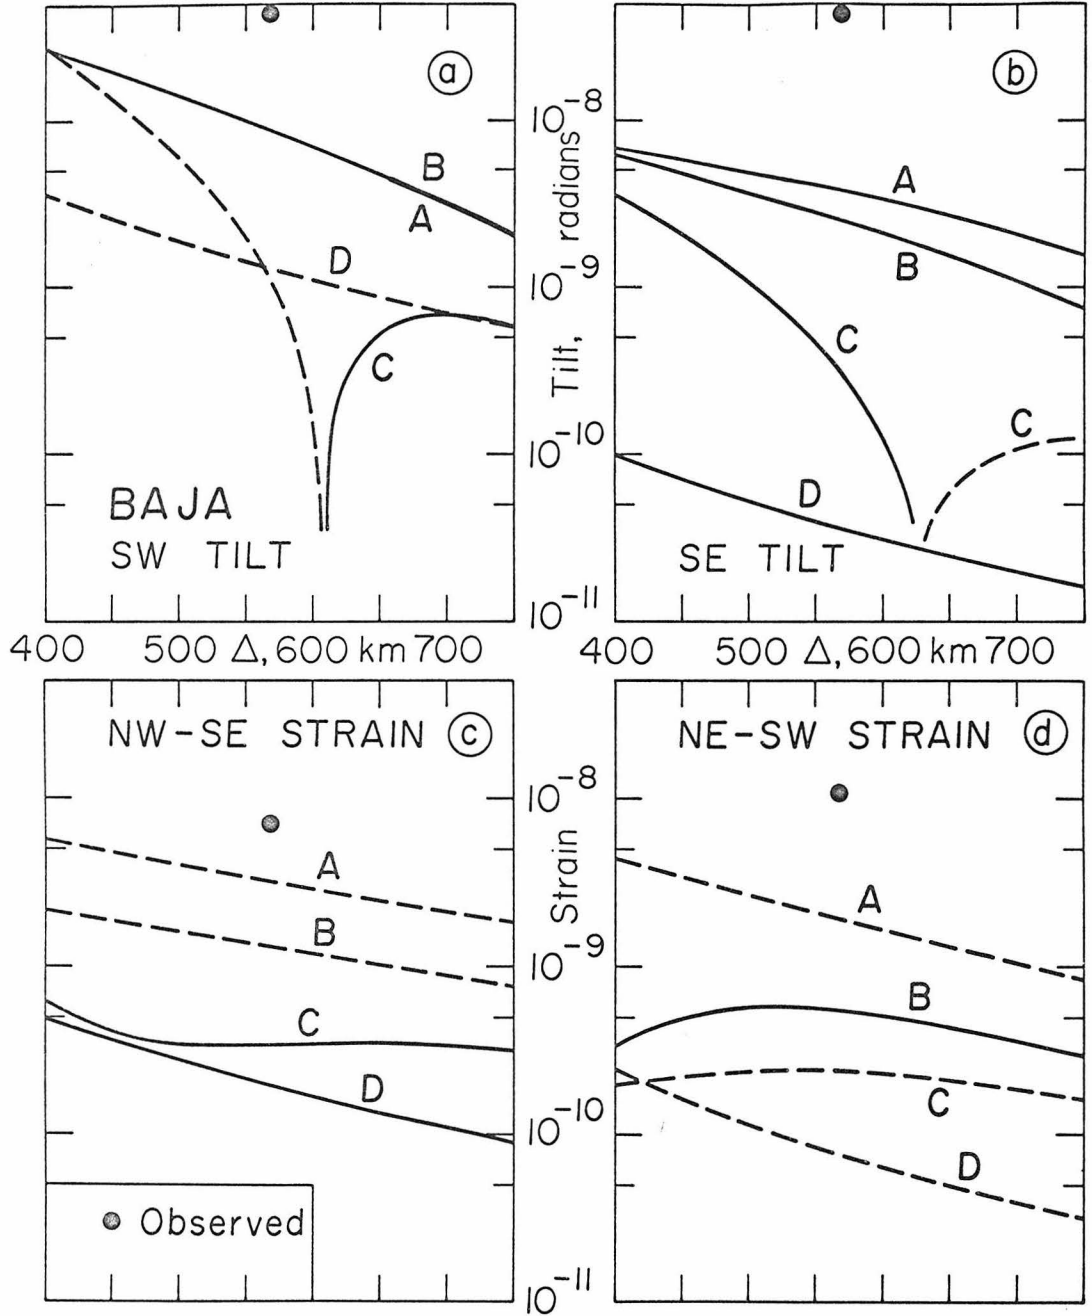 a
b
10-8
B
A
A
B
D
Tilt, radians
10-9
C
C
C
10-10
D
BAJA
SW TILT
SE TILT
10-11
400 500 Δ, 600 km 700
400 500 Δ, 600 km 700
NW-SE STRAIN c
NE-SW STRAIN d
10-8
A
A
Strain
B
10-9
B
C
C
D
10-10
D
Observed
10-11